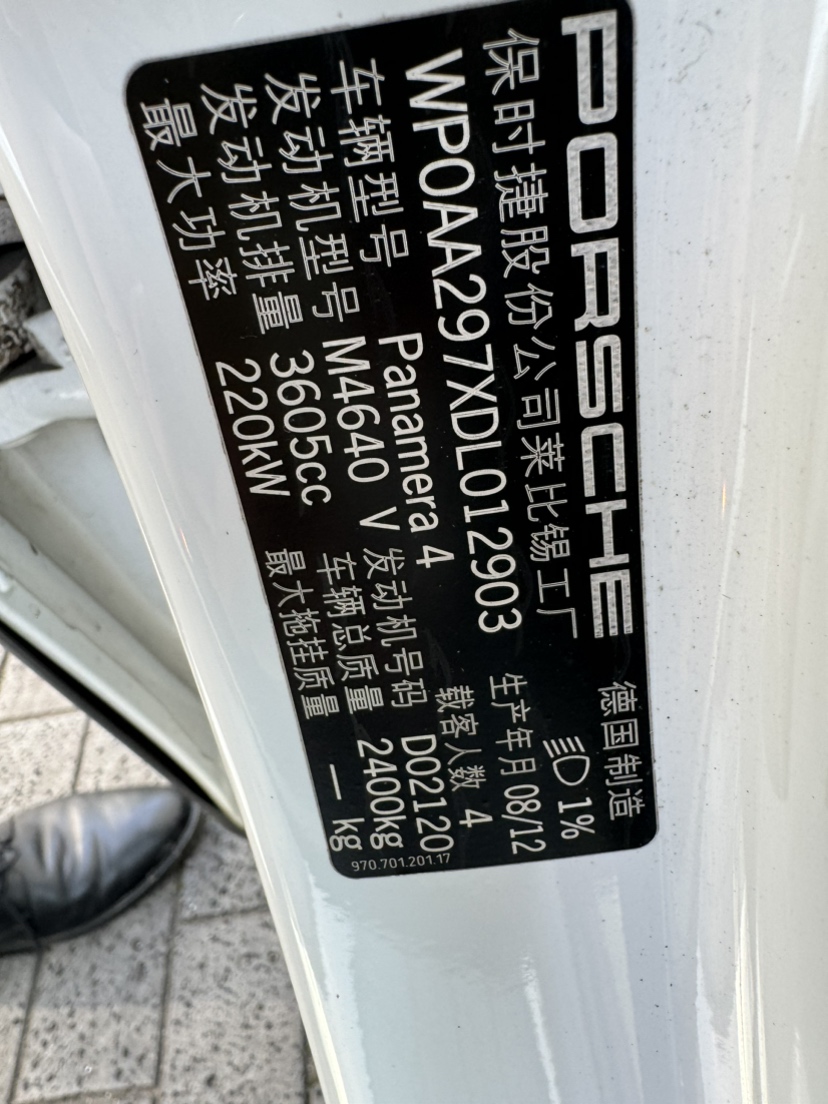 PORSCHE 德国制造
保时捷股份公司莱比锡工厂 1%
WP0AA297XDL012903 生产年月 08/12
载客人数 4
车辆型号 Panamera 4 发动机号码 D02120
发动机型号 M4640 V 车辆总质量 2400kg
发动机排量 3605cc 最大拖挂质量 — kg
最大功率 220kW
970.701.201.17